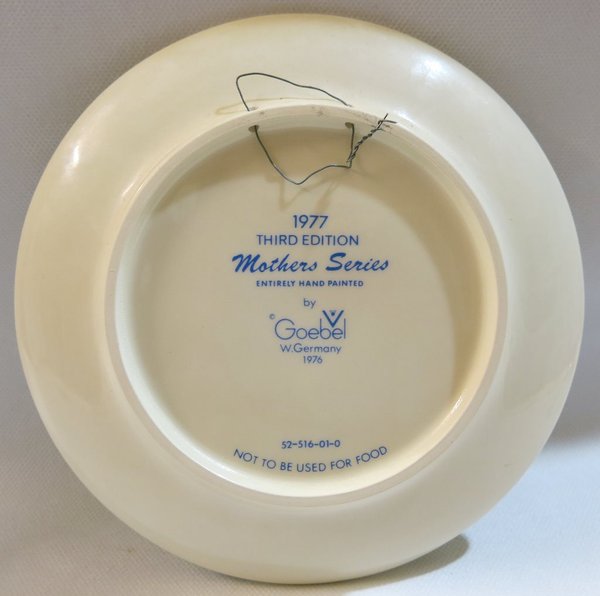 1977
THIRD EDITION
Mothers Series
ENTIRELY HAND PAINTED
by
© Goebel
W. Germany
1976
52-516-01-0
NOT TO BE USED FOR FOOD